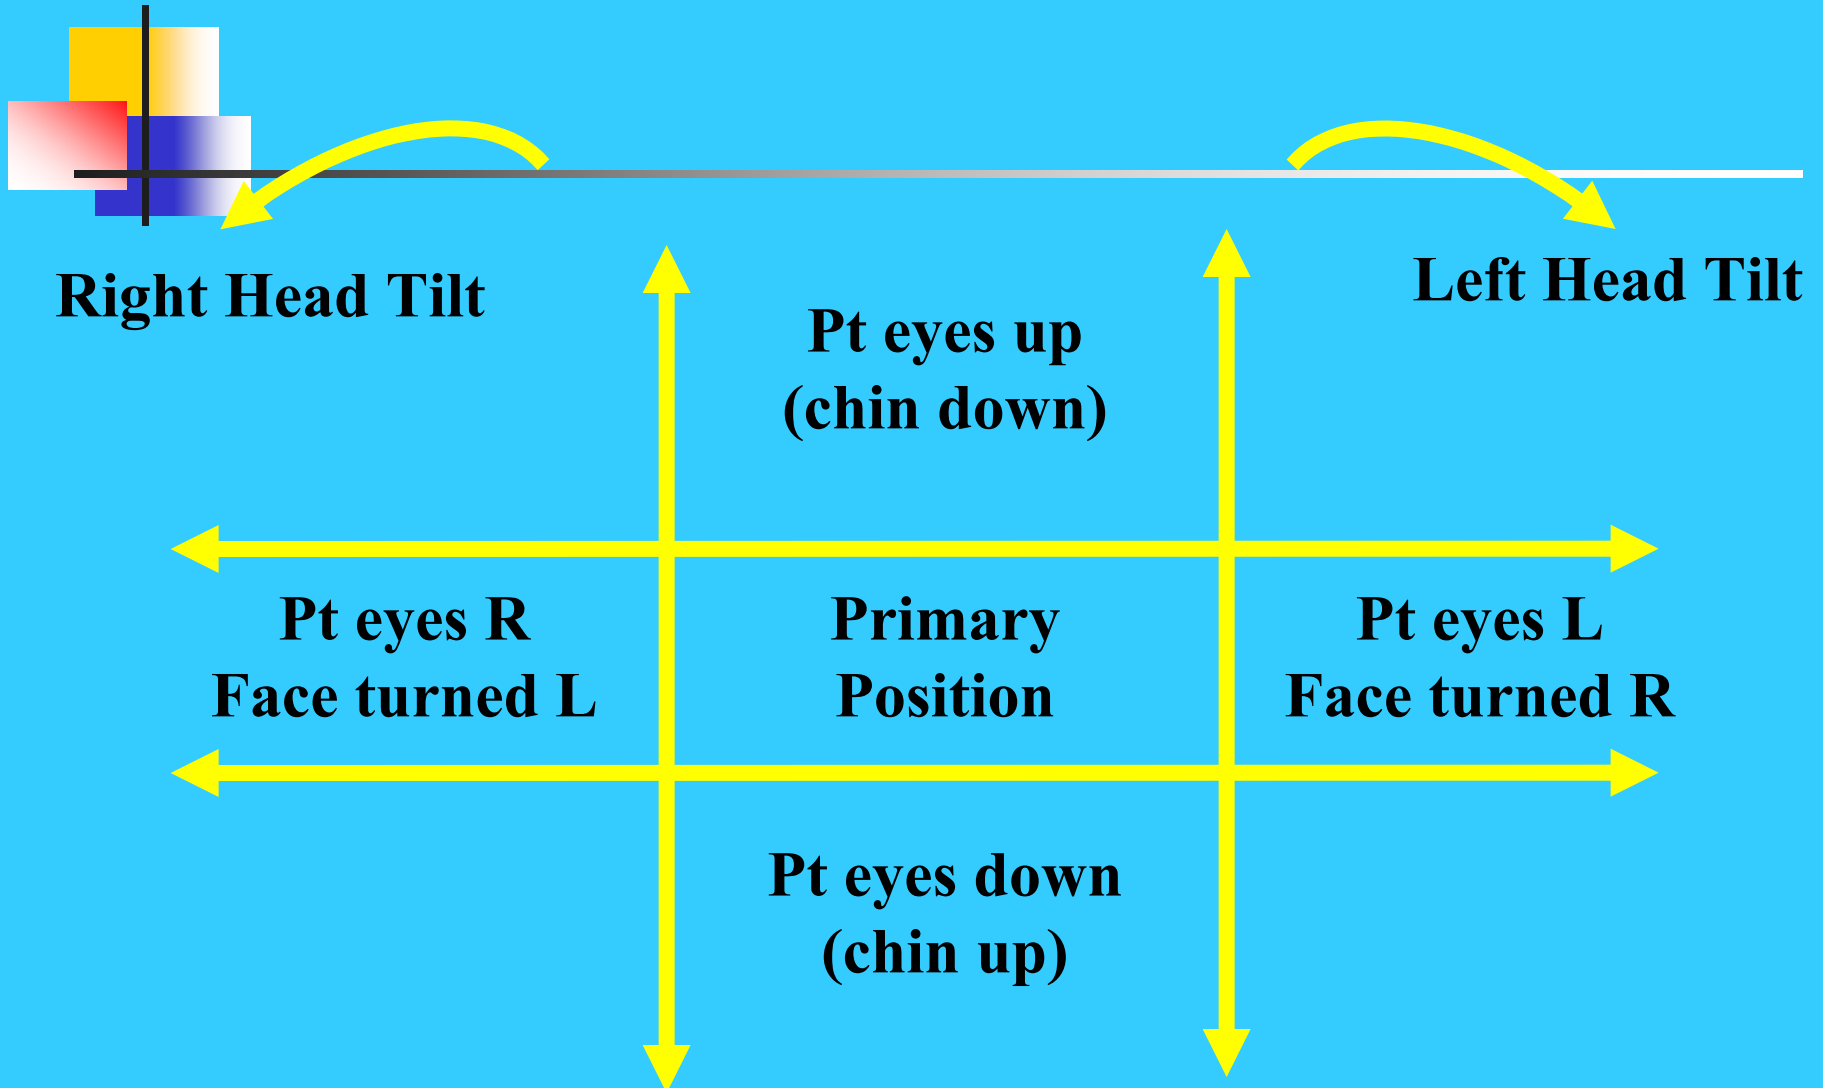 Right Head Tilt
Left Head Tilt
Pt eyes up
(chin down)
Pt eyes R
Face turned L
Primary
Position
Pt eyes L
Face turned R
Pt eyes down
(chin up)